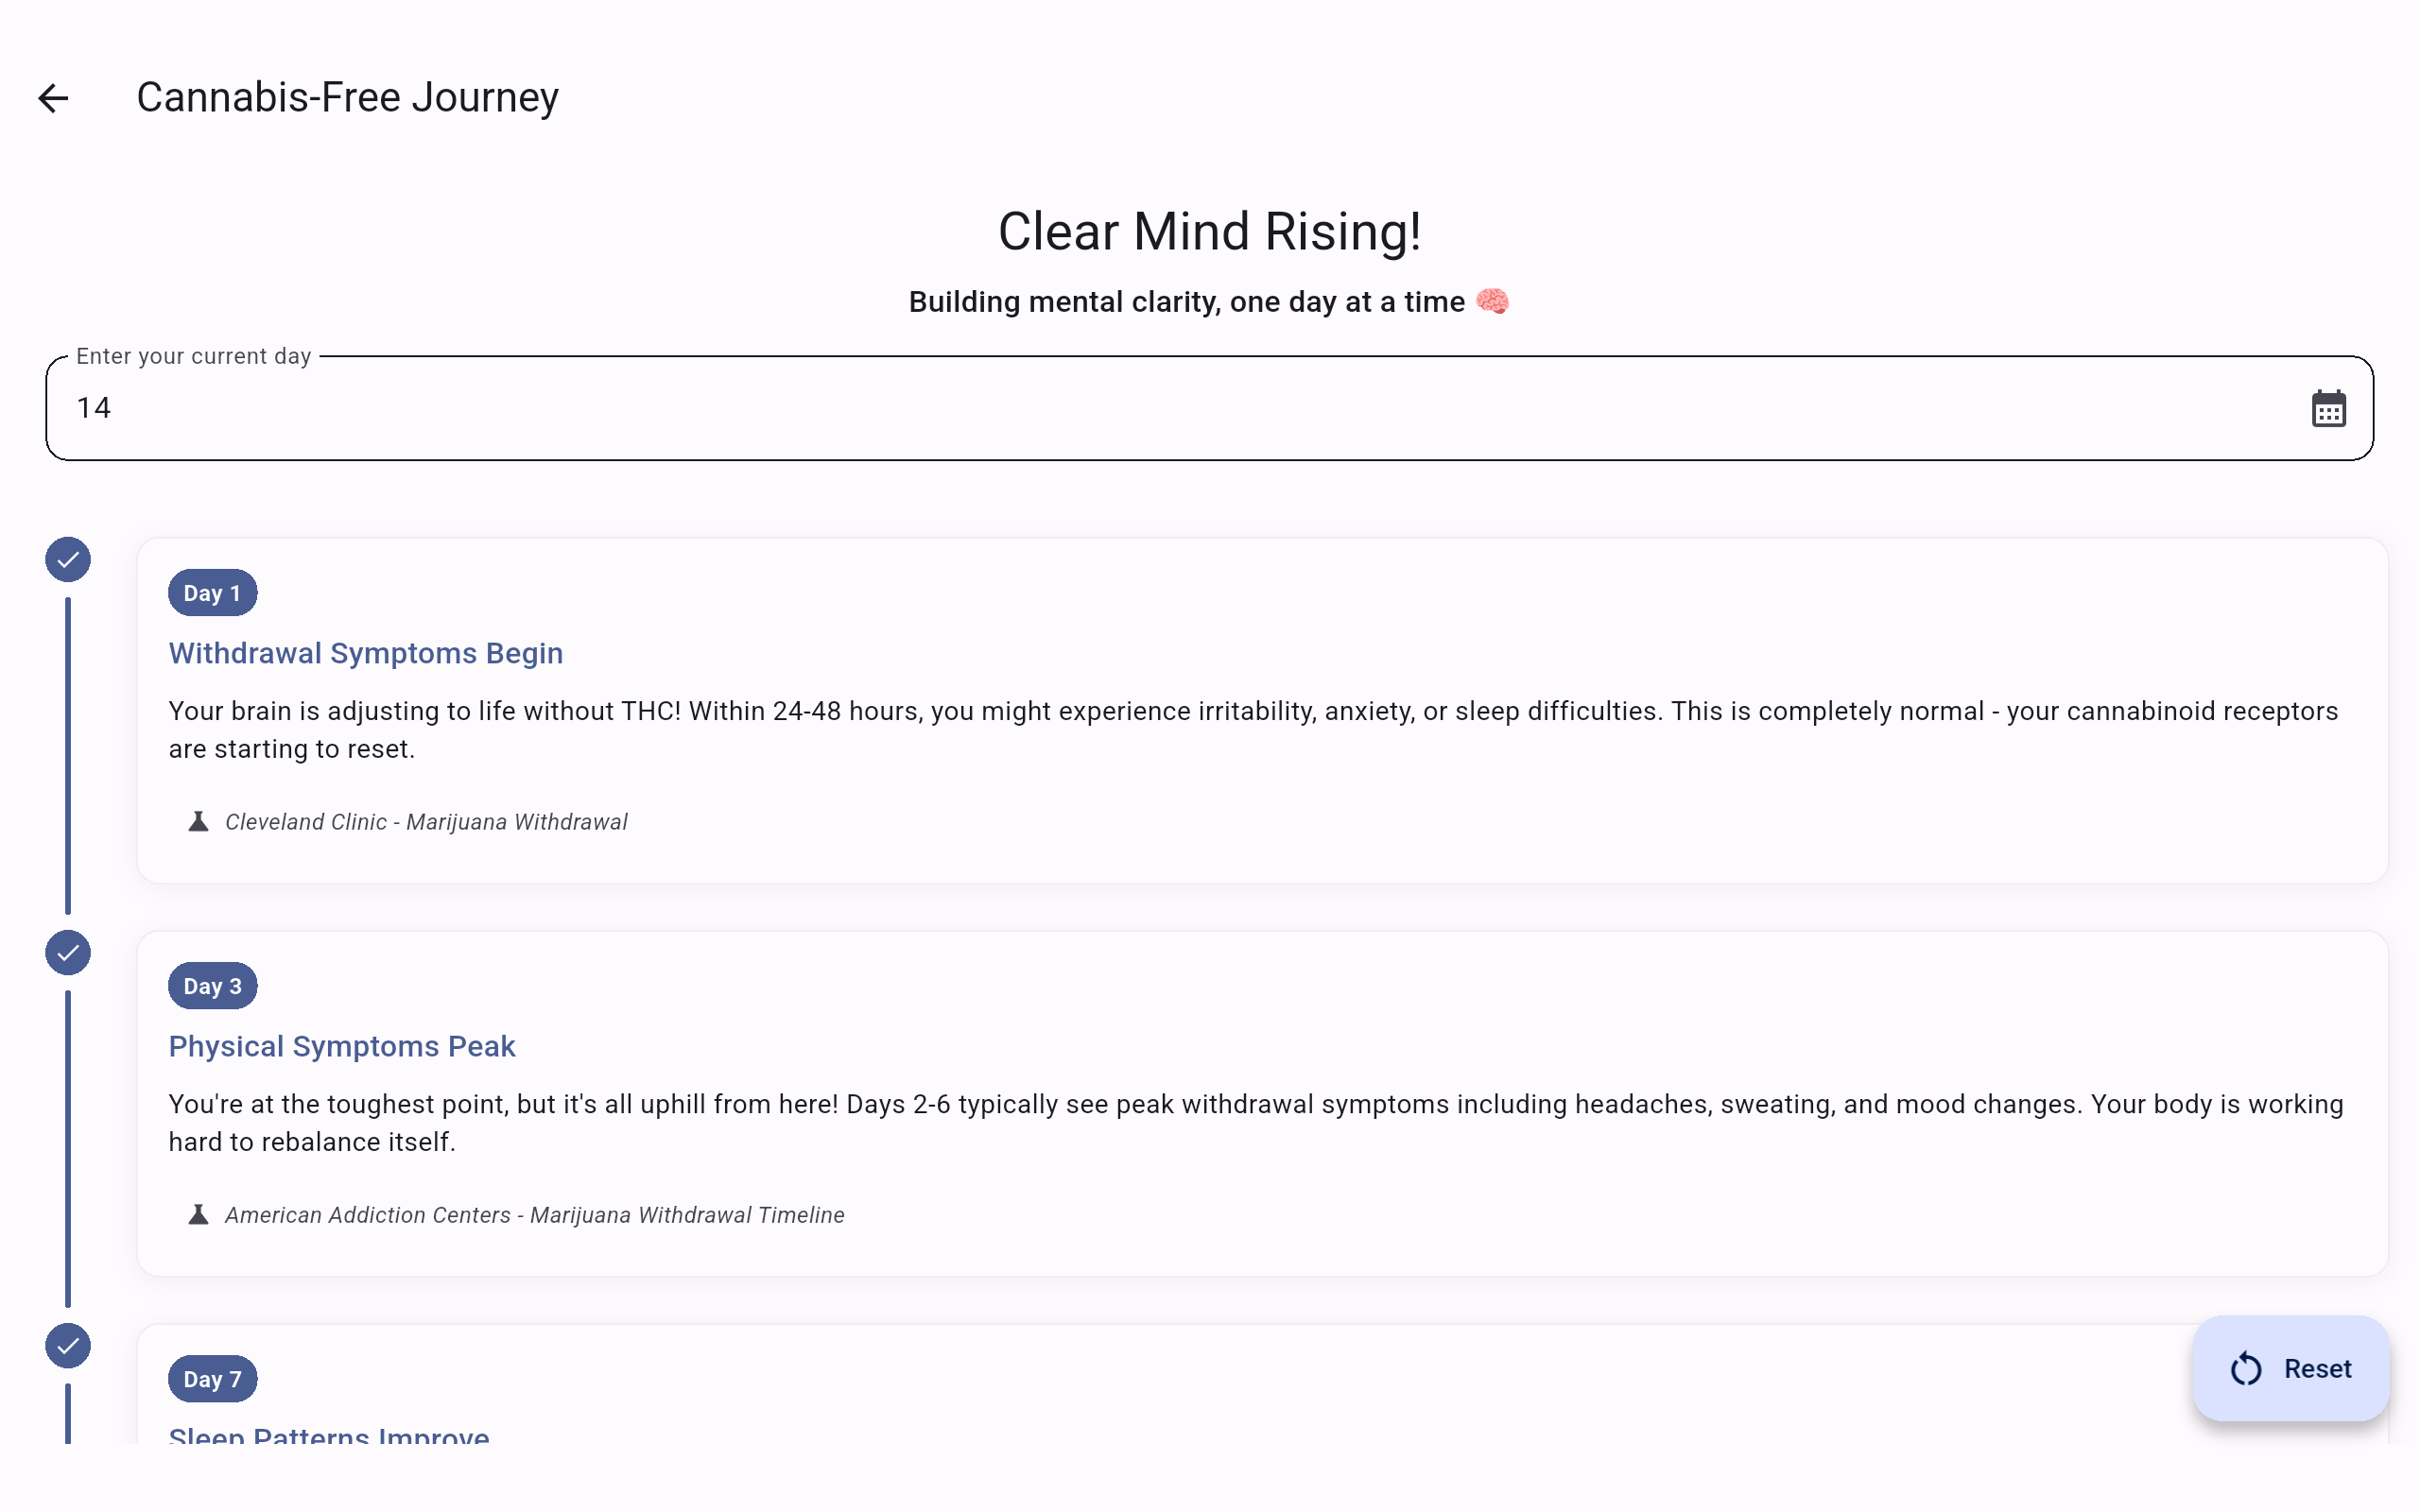 Cannabis-Free Journey
Clear Mind Rising!
Building mental clarity, one day at a time 🧠
Enter your current day
14
Day 1
Withdrawal Symptoms Begin
Your brain is adjusting to life without THC! Within 24-48 hours, you might experience irritability, anxiety, or sleep difficulties. This is completely normal - your cannabinoid receptors
are starting to reset.
Cleveland Clinic - Marijuana Withdrawal
Day 3
Physical Symptoms Peak
You're at the toughest point, but it's all uphill from here! Days 2-6 typically see peak withdrawal symptoms including headaches, sweating, and mood changes. Your body is working
hard to rebalance itself.
American Addiction Centers - Marijuana Withdrawal Timeline
Day 7
Sleep Patterns Improve
Reset